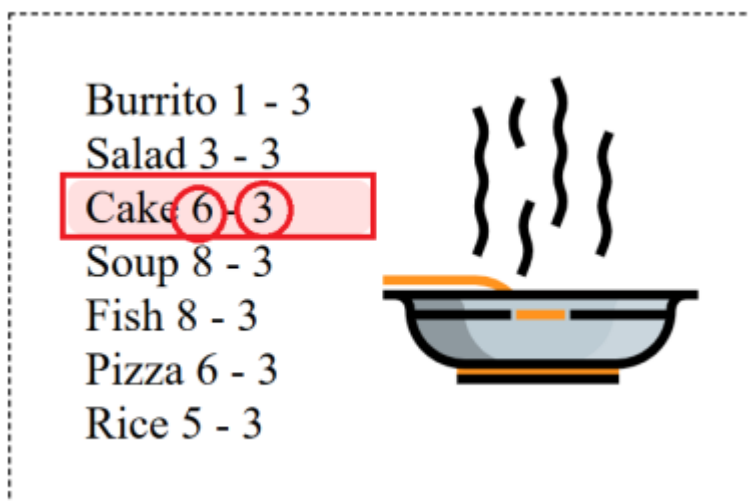 Burrito 1 - 3
Salad 3 - 3
Cake 6 - 3
Soup 8 - 3
Fish 8 - 3
Pizza 6 - 3
Rice 5 - 3